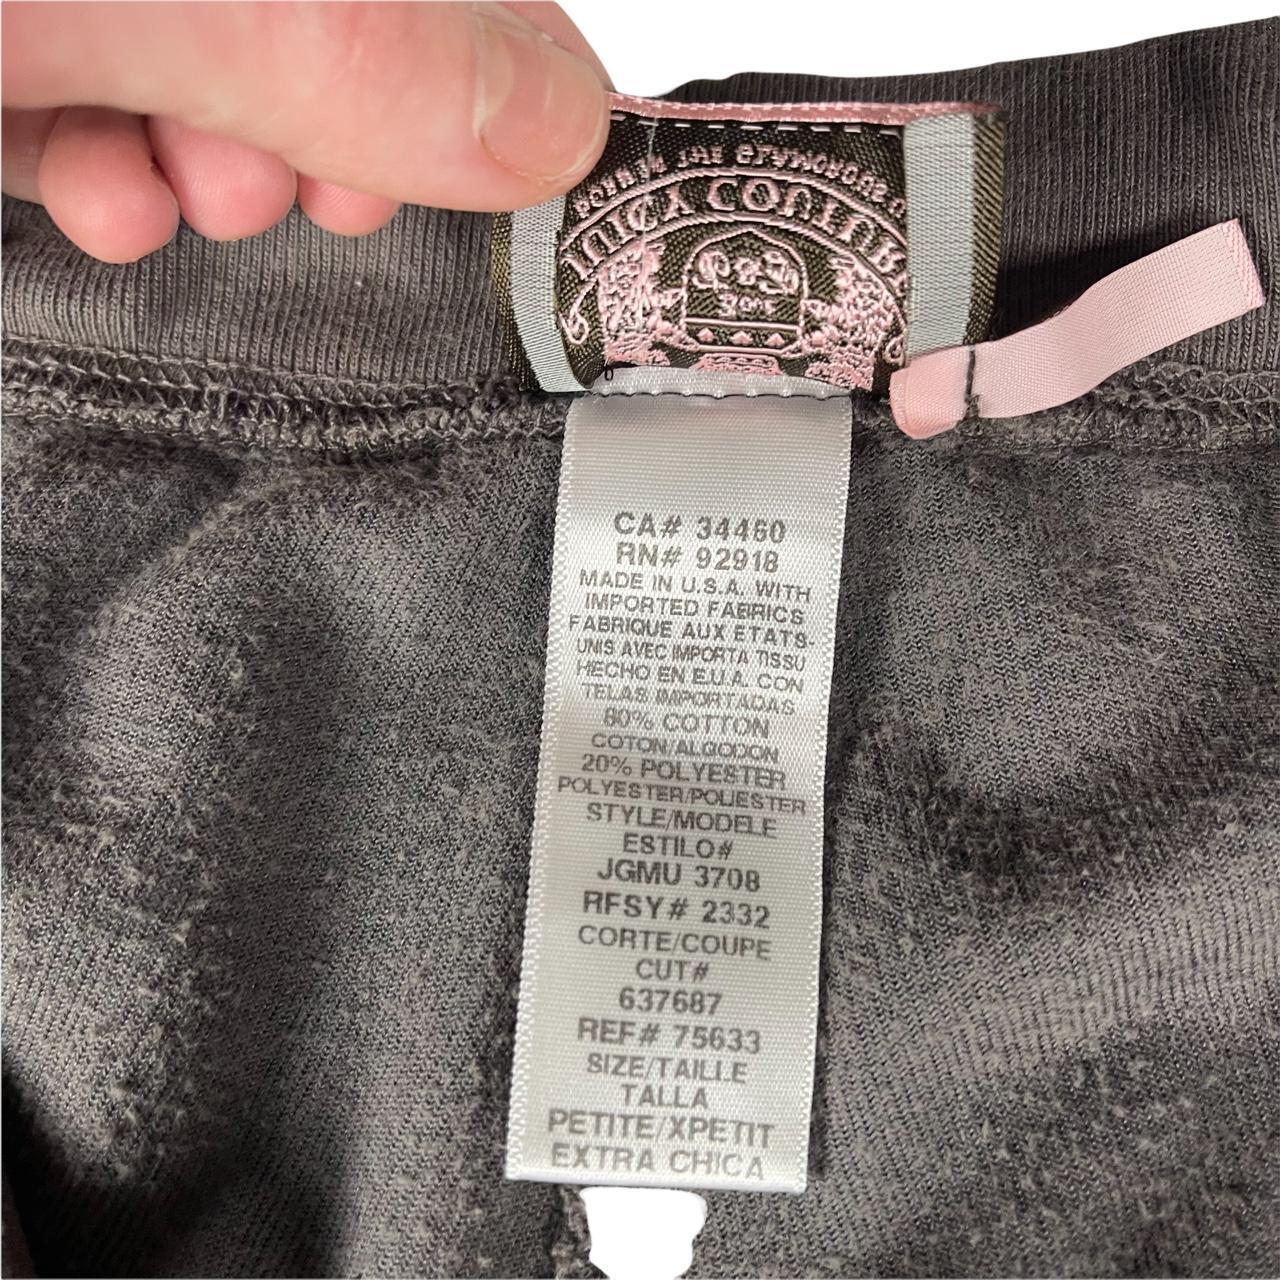 JUICY COUTUR
CA# 34460
RN# 92918
MADE IN U.S.A. WITH
IMPORTED FABRICS
FABRIQUE AUX ETATS-
UNIS AVEC IMPORTA TISSU
HECHO EN E.U.A. CON
TELAS IMPORTADAS
80% COTTON
COTON/ALGODON
20% POLYESTER
POLYESTER/POLIESTER
STYLE/MODELE
ESTILO#
JGMU 3708
RFSY# 2332
CORTE/COUPE
CUT#
637687
REF# 75633
SIZE/TAILLE
TALLA
PETITE/XPETIT
EXTRA CHICA